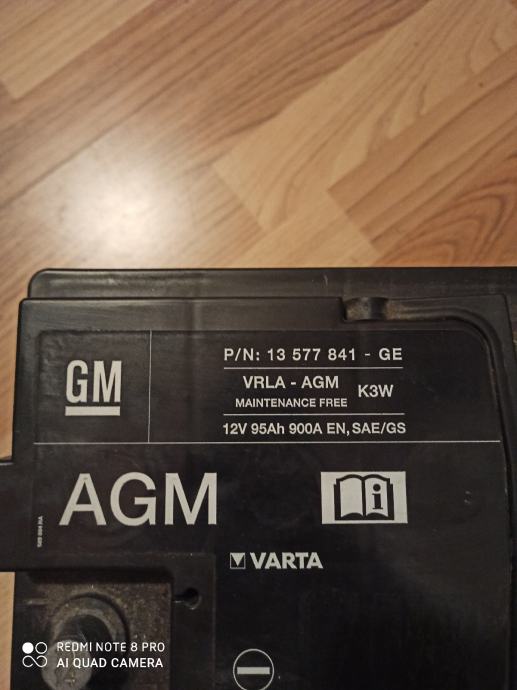 GM
P/N: 13 577 841 - GE
VRLA - AGM
MAINTENANCE FREE
K3W
12V 95Ah 900A EN, SAE/GS
AGM
i
VARTA
REDMI NOTE 8 PRO
AI QUAD CAMERA